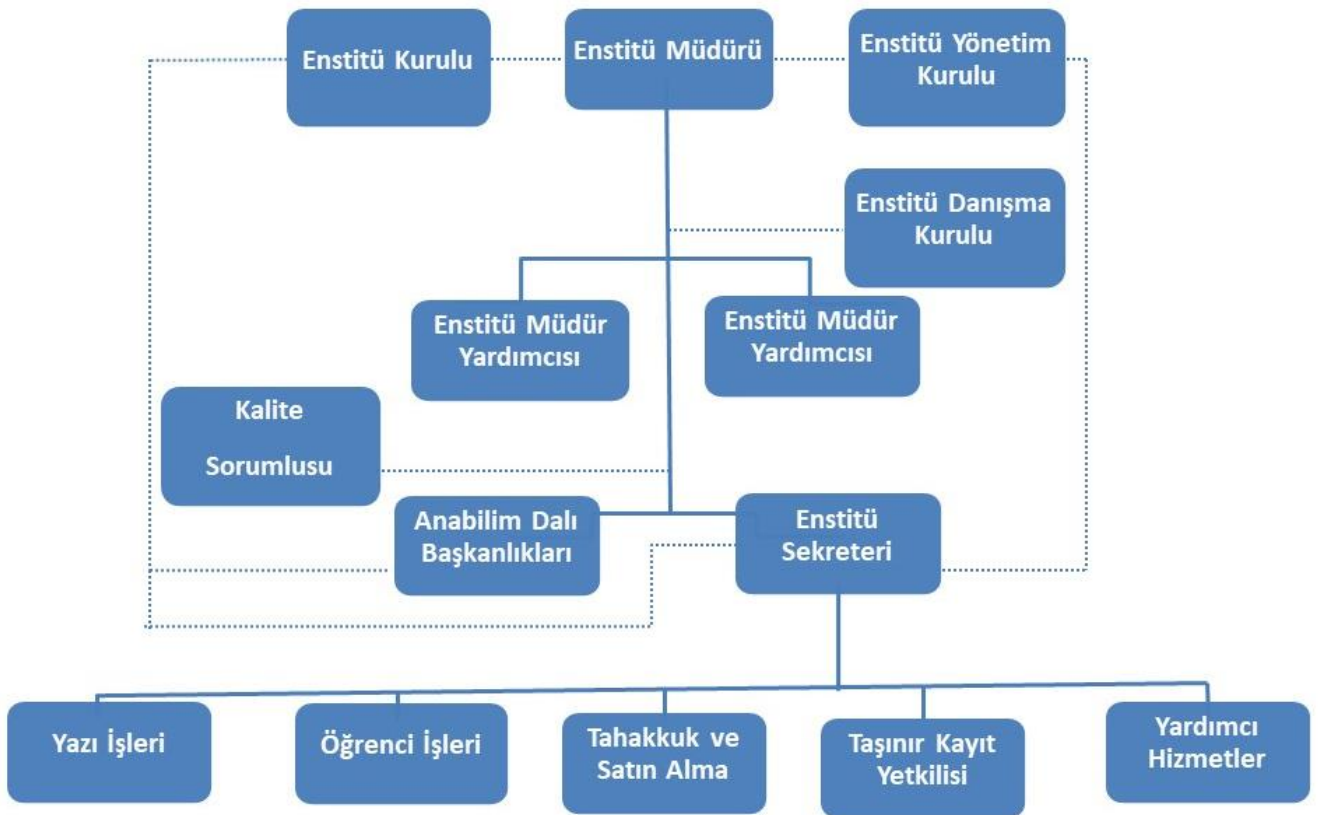 Enstitü Kurulu
Enstitü Müdürü
Enstitü Yönetim
Kurulu
Enstitü Danışma
Kurulu
Enstitü Müdür
Yardımcısı
Enstitü Müdür
Yardımcısı
Kalite
Sorumlusu
Anabilim Dalı
Başkanlıkları
Enstitü
Sekreteri
Yazı İşleri
Öğrenci İşleri
Tahakkuk ve
Satın Alma
Taşınır Kayıt
Yetkilisi
Yardımcı
Hizmetler